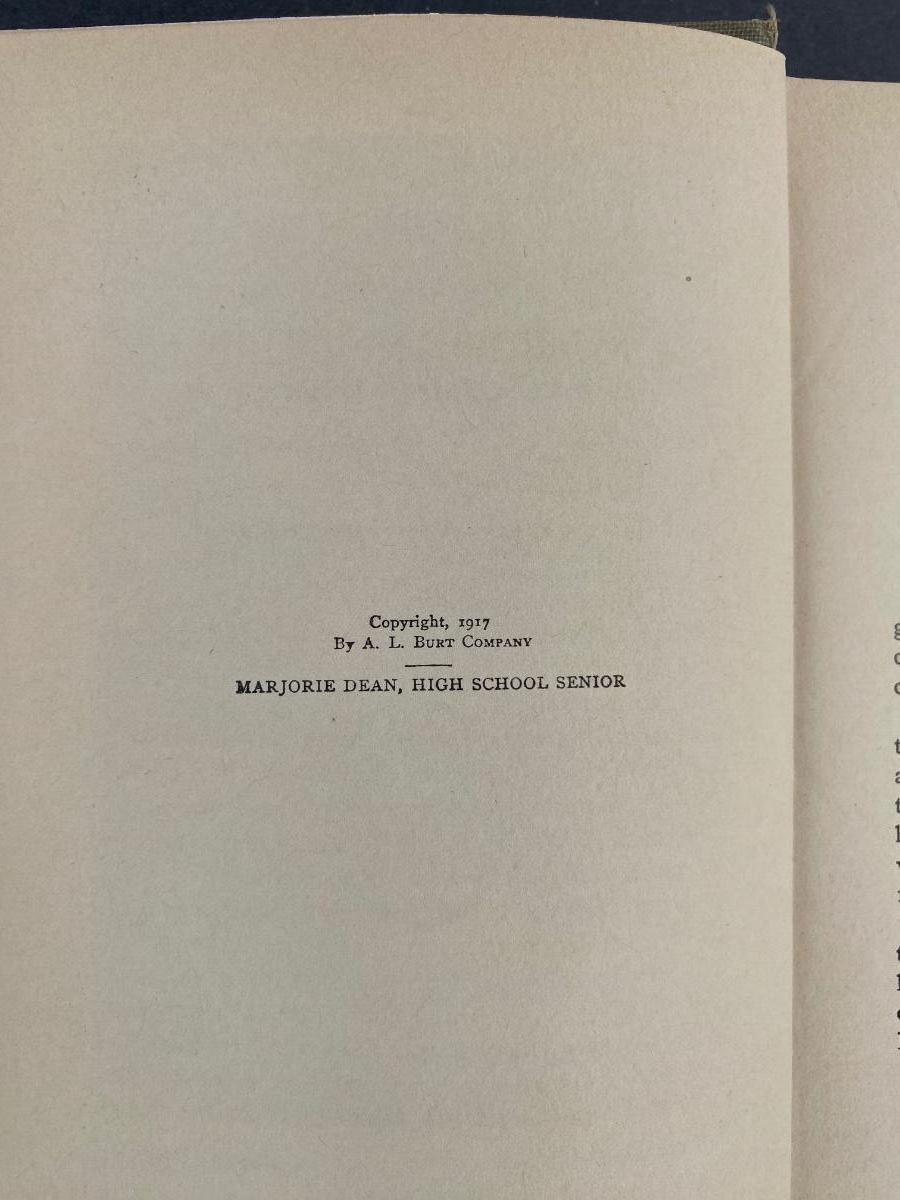 Copyright, 1917
By A. L. Burt Company
MARJORIE DEAN, HIGH SCHOOL SENIOR